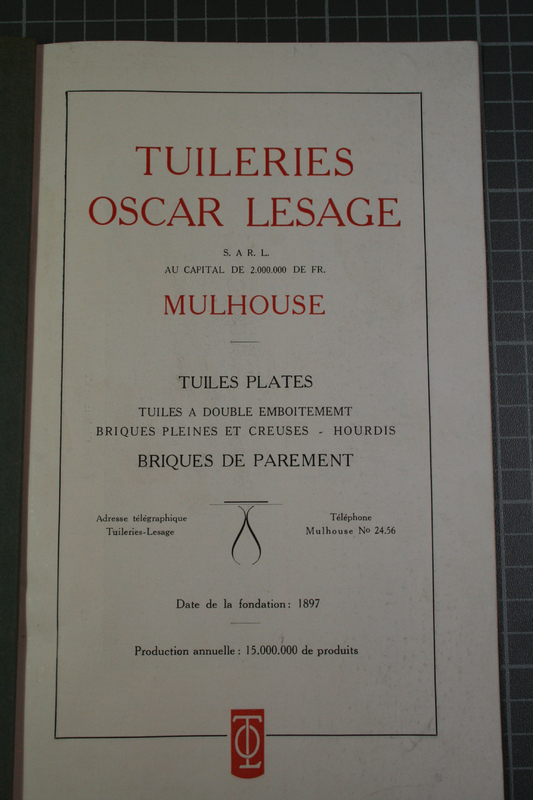 TUILERIES
OSCAR LESAGE
S. A R. L.
AU CAPITAL DE 2.000.000 DE FR.
MULHOUSE
TUILES PLATES
TUILES A DOUBLE EMBOITEMEMT
BRIQUES PLEINES ET CREUSES - HOURDIS
BRIQUES DE PAREMENT
Adresse télégraphique
Tuileries-Lesage
Téléphone
Mulhouse No 24.56
Date de la fondation: 1897
Production annuelle: 15.000.000 de produits
TOL